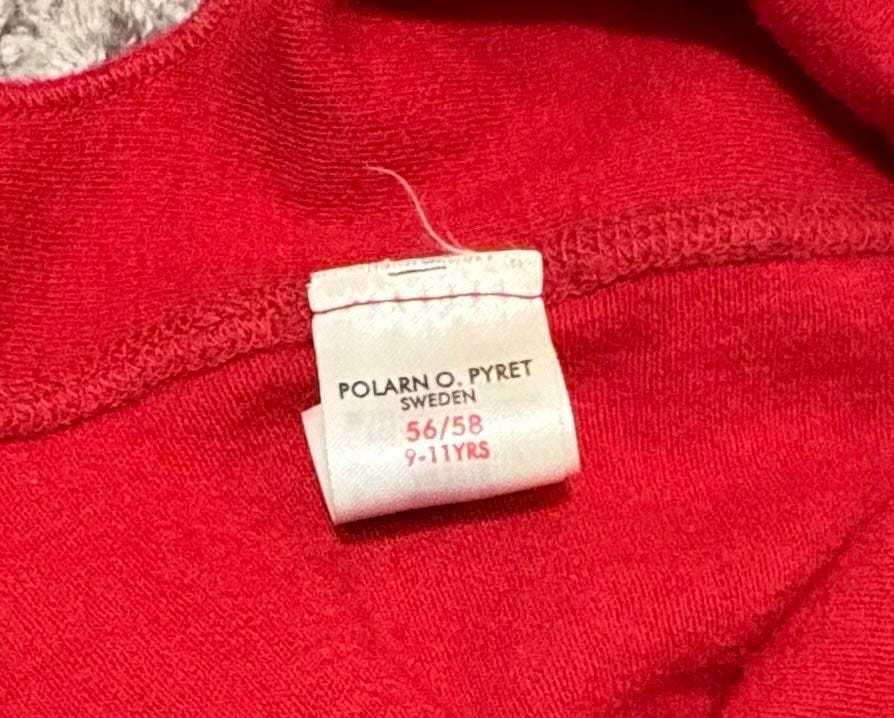 POLARN O. PYRET
SWEDEN
56/58
9-11YRS